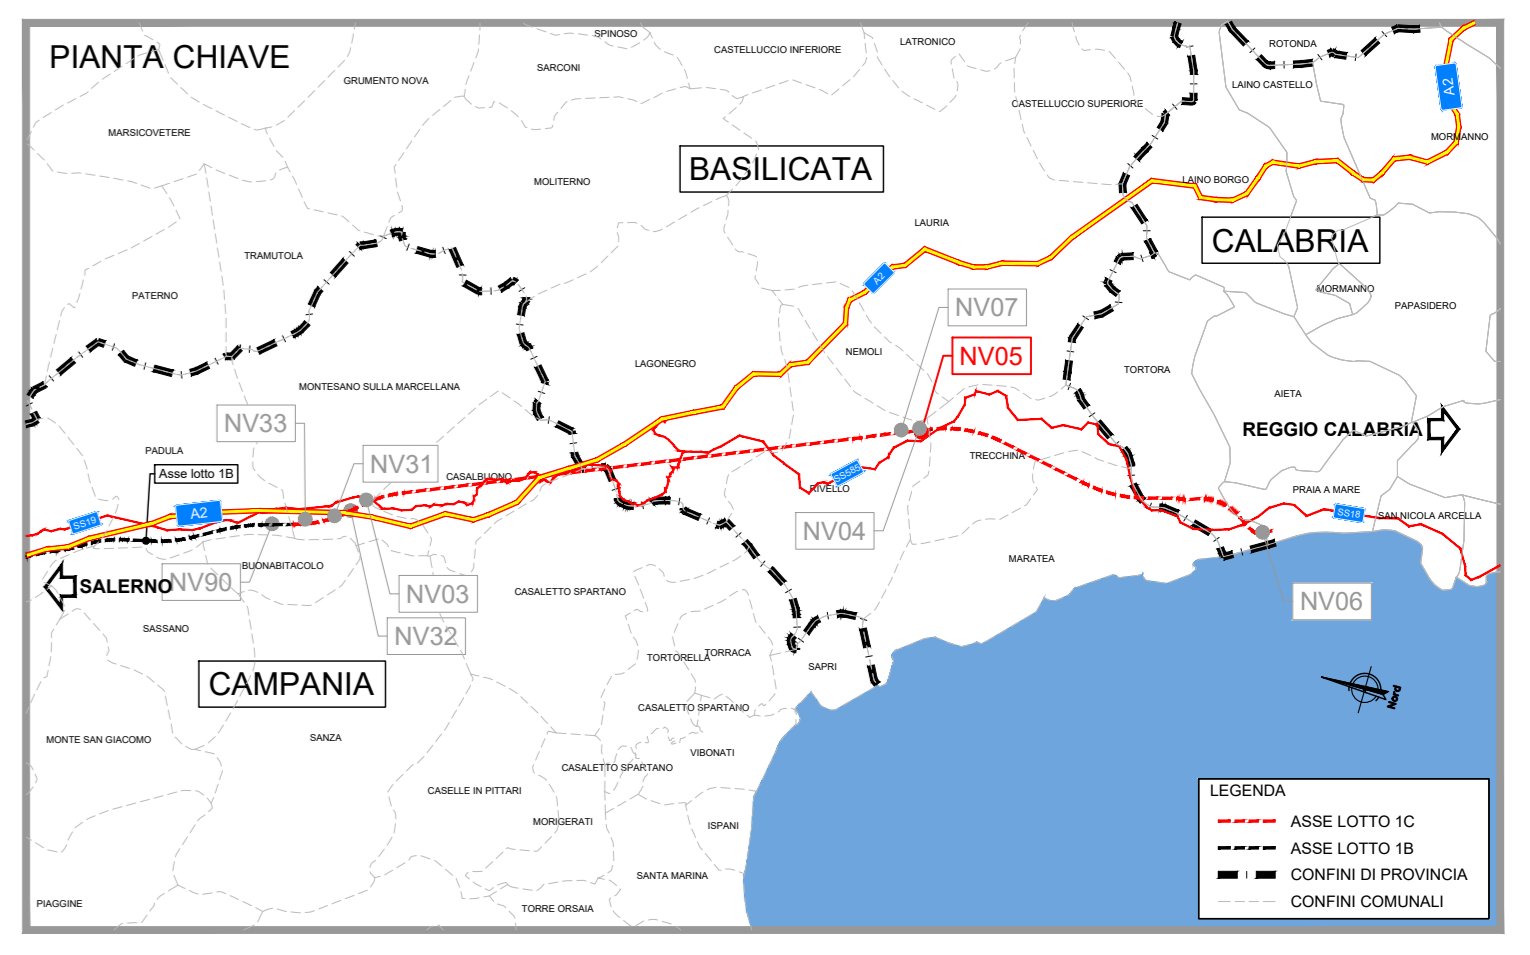 PIANTA CHIAVE
SPINOSO
CASTELLUCCIO INFERIORE
LATRONICO
ROTONDA
SARCONI
GRUMENTO NOVA
LAINO CASTELLO
A2
CASTELLUCCIO SUPERIORE
MARSICOVETERE
MORMANNO
BASILICATA
MOLITERNO
LAINO BORGO
LAURIA
CALABRIA
TRAMUTOLA
A2
PATERNO
MORMANNO
PAPASIDERO
NV07
NEMOLI
NV05
LAGONEGRO
TORTORA
MONTESANO SULLA MARCELLANA
AIETA
NV33
REGGIO CALABRIA
PADULA
TRECCHINA
NV31
Asse lotto 1B
CASALBUONO
SS585
RIVELLO
PRAIA A MARE
A2
SS19
SS18
SAN NICOLA ARCELLA
NV04
MARATEA
BUONABITACOLO
SALERNO
NV90
NV03
CASALETTO SPARTANO
NV06
SASSANO
NV32
TORTORELLA
TORRACA
SAPRI
CAMPANIA
Nord
CASALETTO SPARTANO
MONTE SAN GIACOMO
SANZA
VIBONATI
CASALETTO SPARTANO
CASELLE IN PITTARI
MORIGERATI
ISPANI
SANTA MARINA
PIAGGINE
TORRE ORSAIA
LEGENDA
ASSE LOTTO 1C
ASSE LOTTO 1B
CONFINI DI PROVINCIA
CONFINI COMUNALI